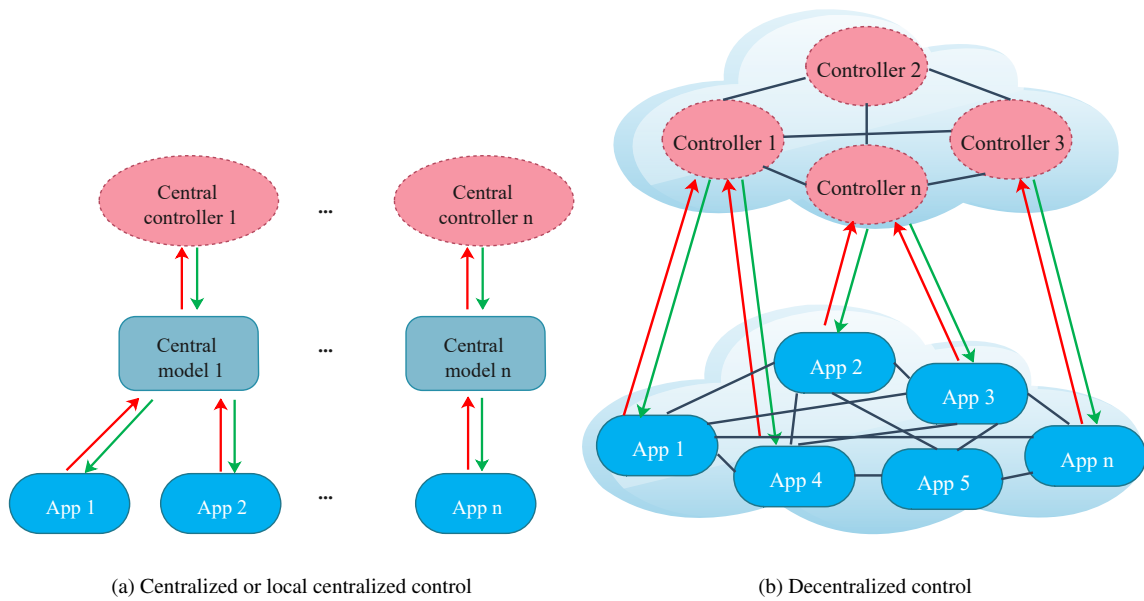 Central
controller 1
...
Central
controller n
Central
model 1
...
Central
model n
App 1
App 2
...
App n
(a) Centralized or local centralized control
Controller 2
Controller 1
Controller 3
Controller n
App 2
App 3
App 1
App n
App 4
App 5
(b) Decentralized control